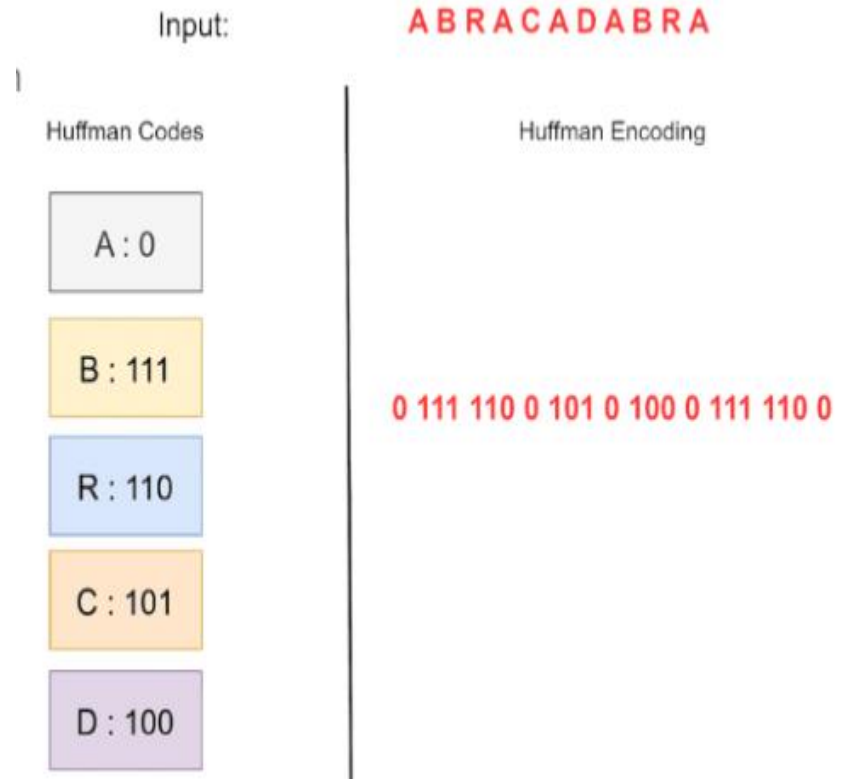 Input: A B R A C A D A B R A
Huffman Codes
Huffman Encoding
A : 0
B : 111
0 111 110 0 101 0 100 0 111 110 0
R : 110
C : 101
D : 100